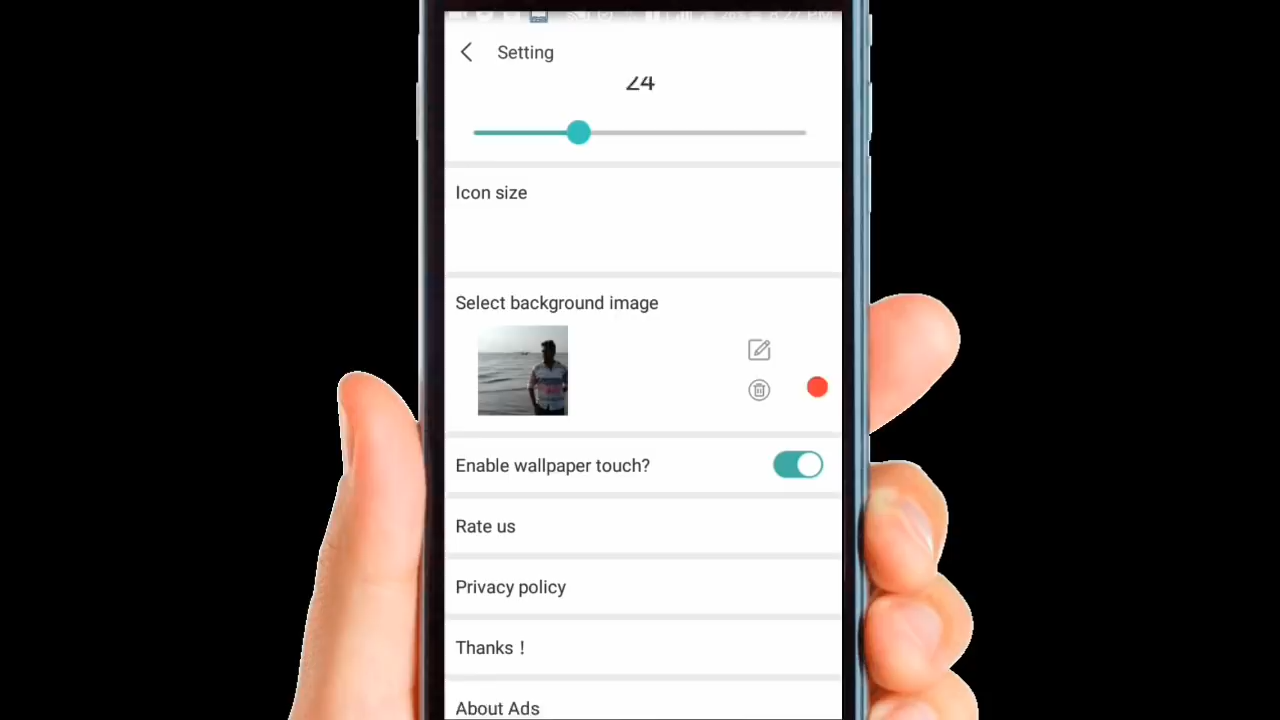 Setting
24
Icon size
Select background image
Enable wallpaper touch?
Rate us
Privacy policy
Thanks !
About Ads